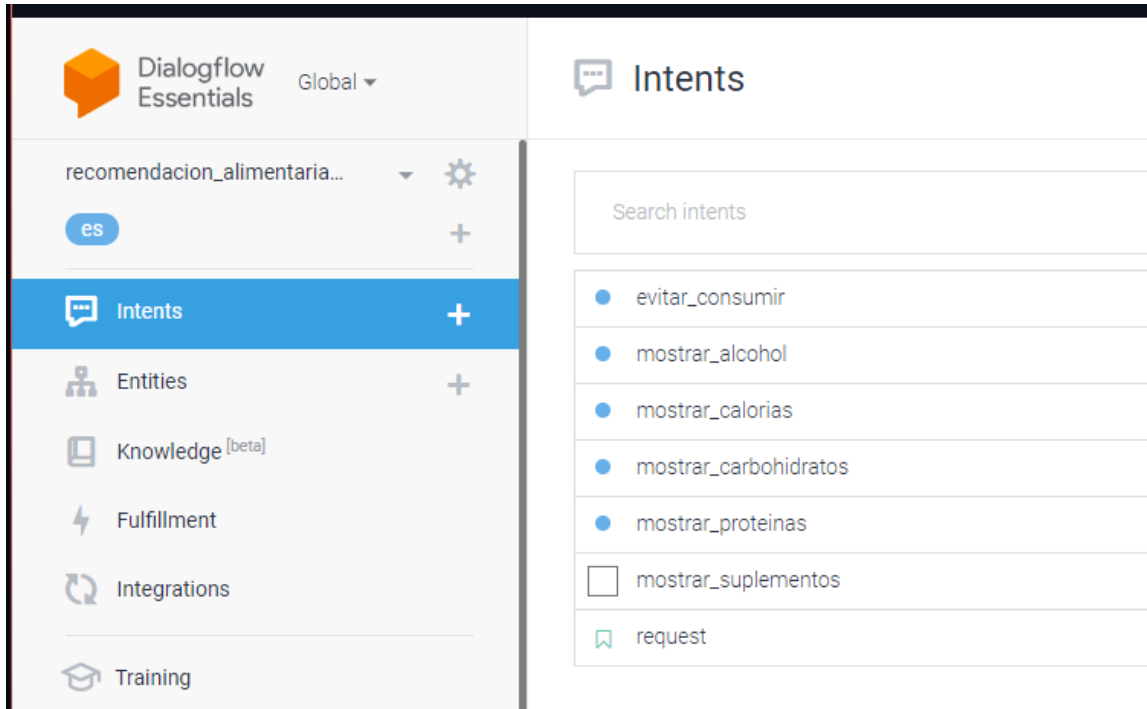 Dialogflow
Essentials
Global
recomendacion_alimentaria...
es
Intents
Entities
Knowledge [beta]
Fulfillment
Integrations
Training
Intents
Search intents
evitar_consumir
mostrar_alcohol
mostrar_calorias
mostrar_carbohidratos
mostrar_proteinas
mostrar_suplementos
request